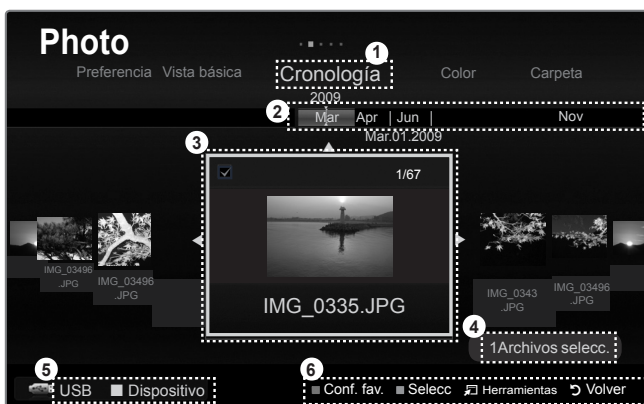 Photo
1
Preferencia Vista básica Cronología Color Carpeta
2009
2
Mar Apr Jun Nov
Mar.01.2009
3
1/67
IMG_03496
.JPG
IMG_03496
.JPG
IMG_0335.JPG
IMG_0343
.JPG
IMG_03496
.JPG
4
1Archivos selecc.
5
6
USB Dispositivo
Conf. fav. Selecc Herramientas Volver